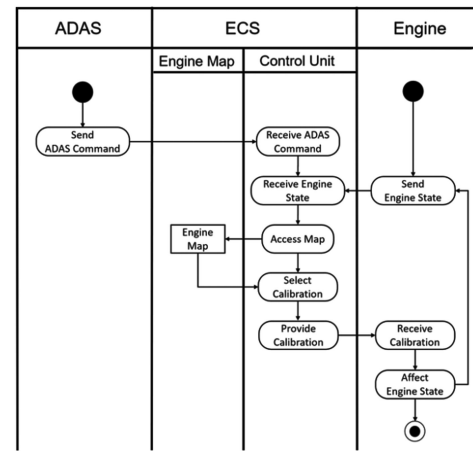 ADAS
ECS
Engine
Engine Map
Control Unit
Send
ADAS Command
Receive ADAS
Command
Receive Engine
State
Send
Engine State
Engine
Map
Access Map
Select
Calibration
Provide
Calibration
Receive
Calibration
Affect
Engine State